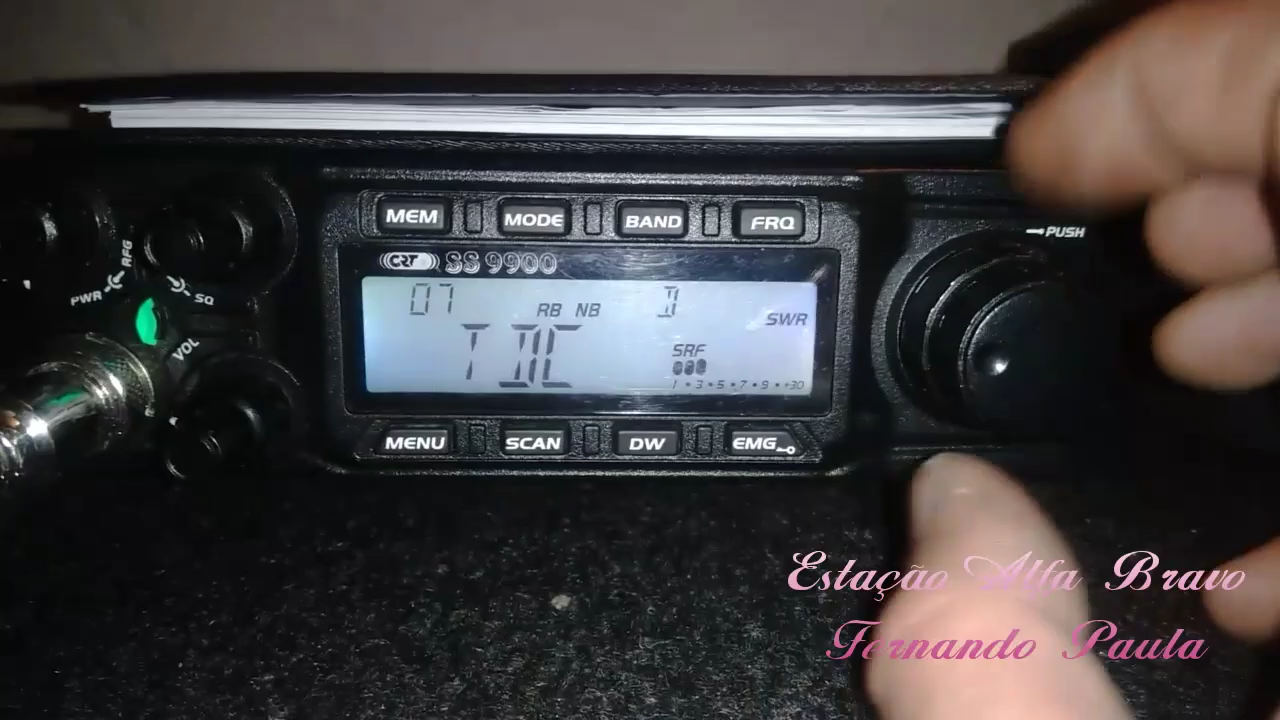 MEM MODE BAND FRQ
PUSH
RFG
CRT SS 9900
PWR
SQ
07 RB NB D SWR
VOL
TDC
SRF
1 • 3 • 5 • 7 • 9 • +30
MENU SCAN DW EMG
Estação Alfa Bravo
Fernando Paula